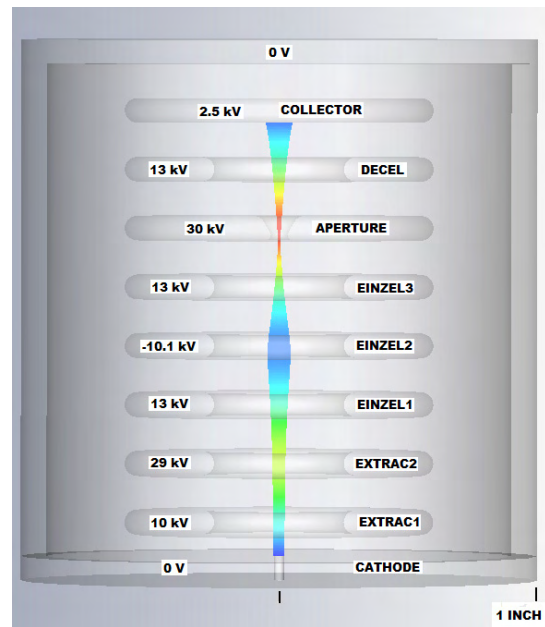 0 V
2.5 kV COLLECTOR
13 kV DECEL
30 kV APERTURE
13 kV EINZEL3
-10.1 kV EINZEL2
13 kV EINZEL1
29 kV EXTRAC2
10 kV EXTRAC1
0 V CATHODE
1 INCH